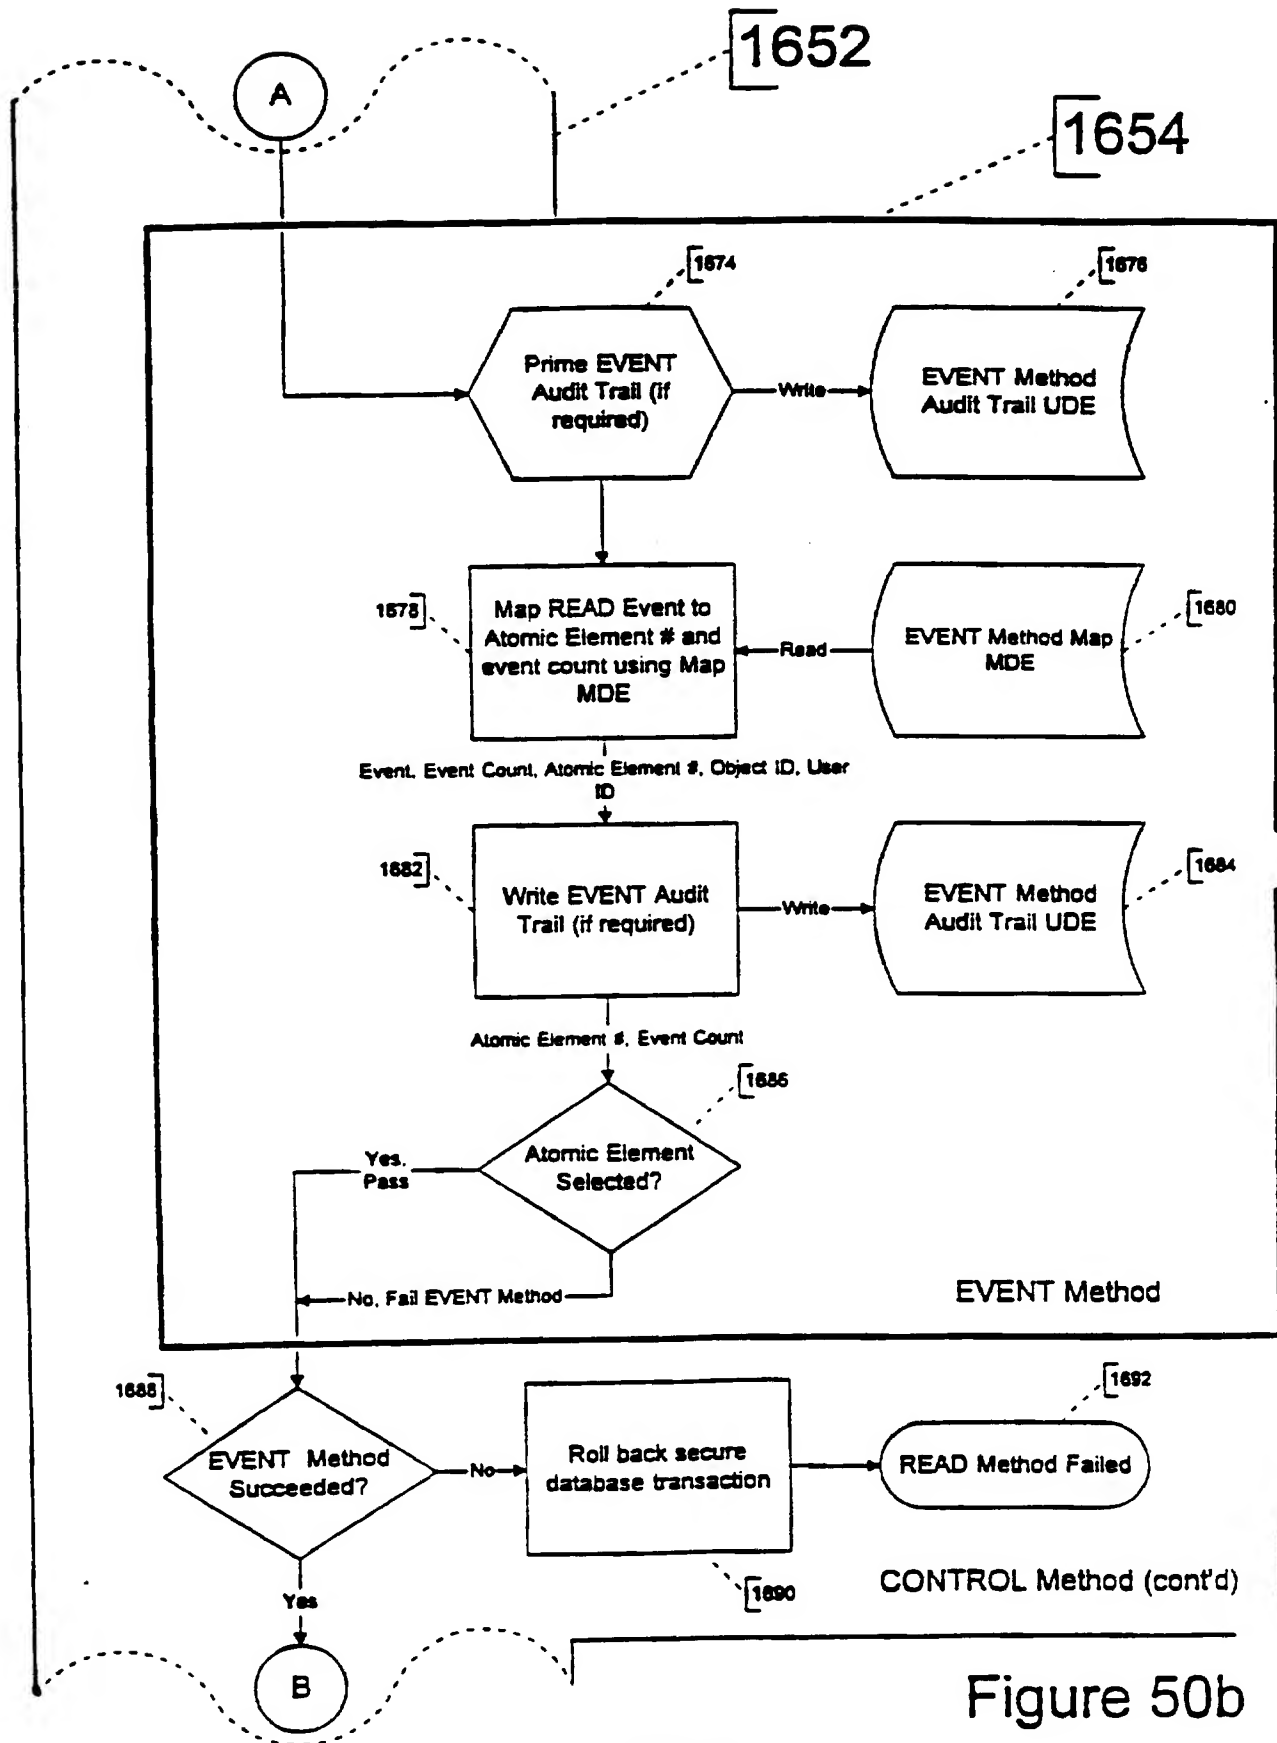 1652
A
1654
1674
1676
Prime EVENT
Audit Trail (if
required)
Write
EVENT Method
Audit Trail UDE
1678
Map READ Event to
Atomic Element # and
event count using Map
MDE
Read
EVENT Method Map
MDE
1680
Event, Event Count, Atomic Element #, Object ID, User
ID
1682
Write EVENT Audit
Trail (if required)
Write
EVENT Method
Audit Trail UDE
1684
Atomic Element #, Event Count
1686
Yes,
Pass
Atomic Element
Selected?
No, Fail EVENT Method
EVENT Method
1688
EVENT Method
Succeeded?
No
Roll back secure
database transaction
1692
READ Method Failed
1690
CONTROL Method (cont'd)
Yes
B
Figure 50b